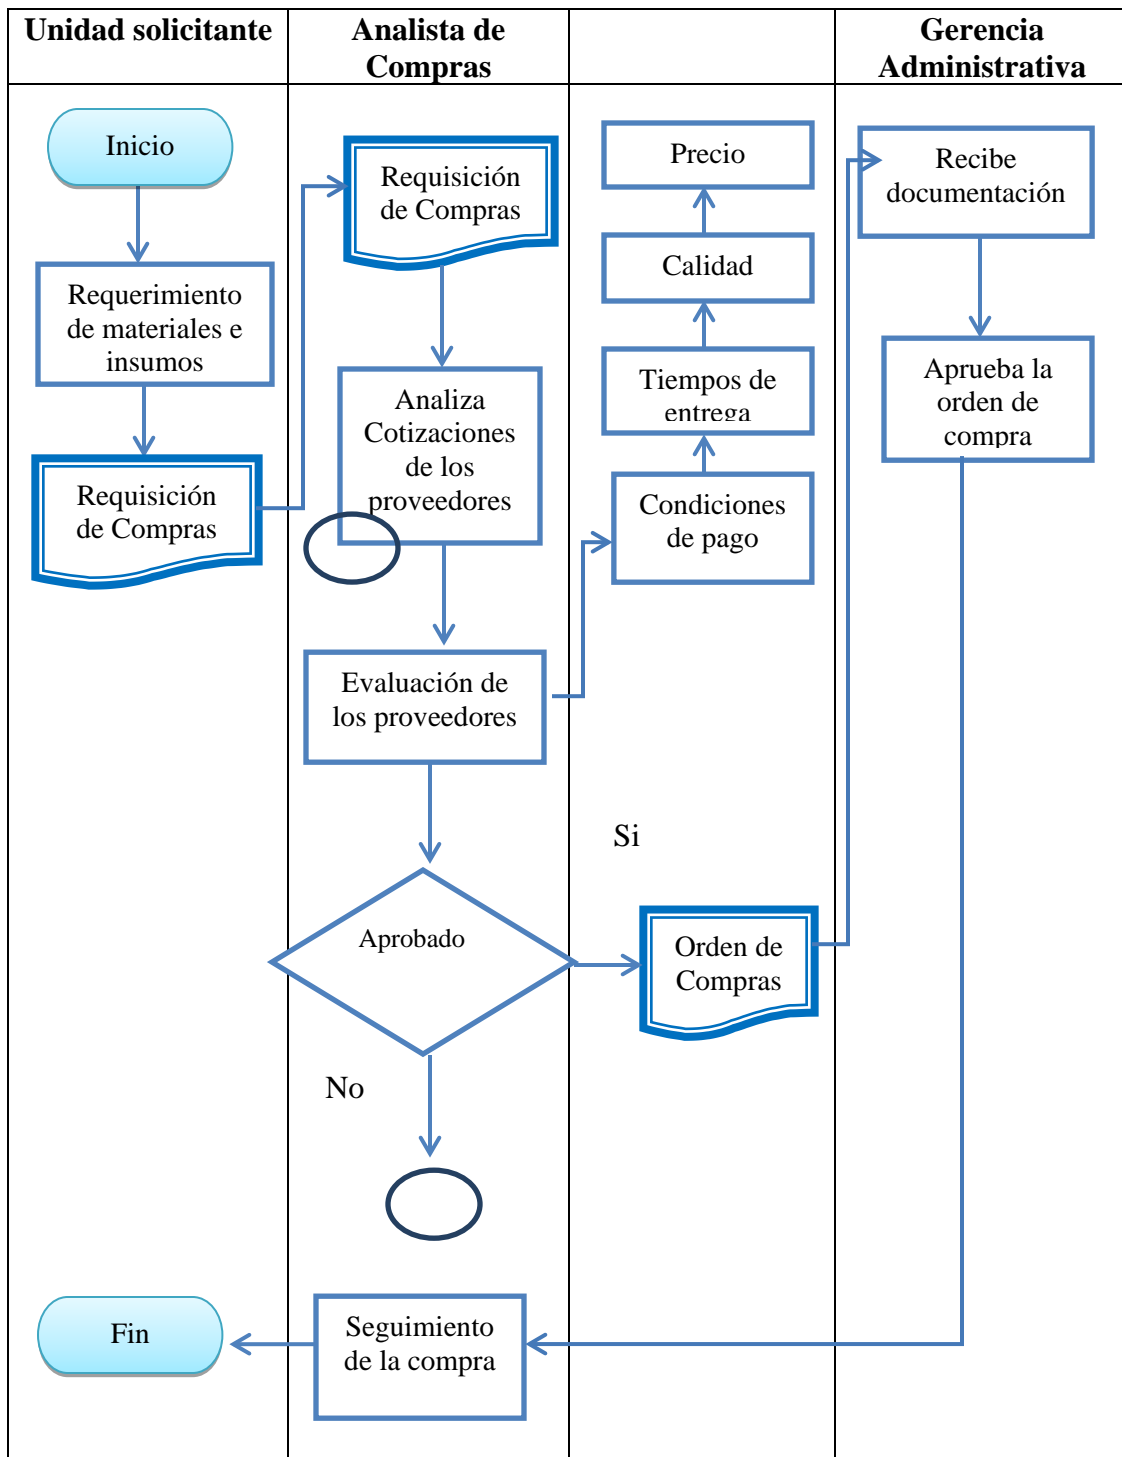 Unidad solicitante
Analista de
Compras
Gerencia
Administrativa
Inicio
Requerimiento
de materiales e
insumos
Requisición
de Compras
Requisición
de Compras
Analiza
Cotizaciones
de los
proveedores
Evaluación de
los proveedores
Aprobado
No
Seguimiento
de la compra
Fin
Precio
Calidad
Tiempos de
entrega
Condiciones
de pago
Si
Orden de
Compras
Recibe
documentación
Aprueba la
orden de
compra